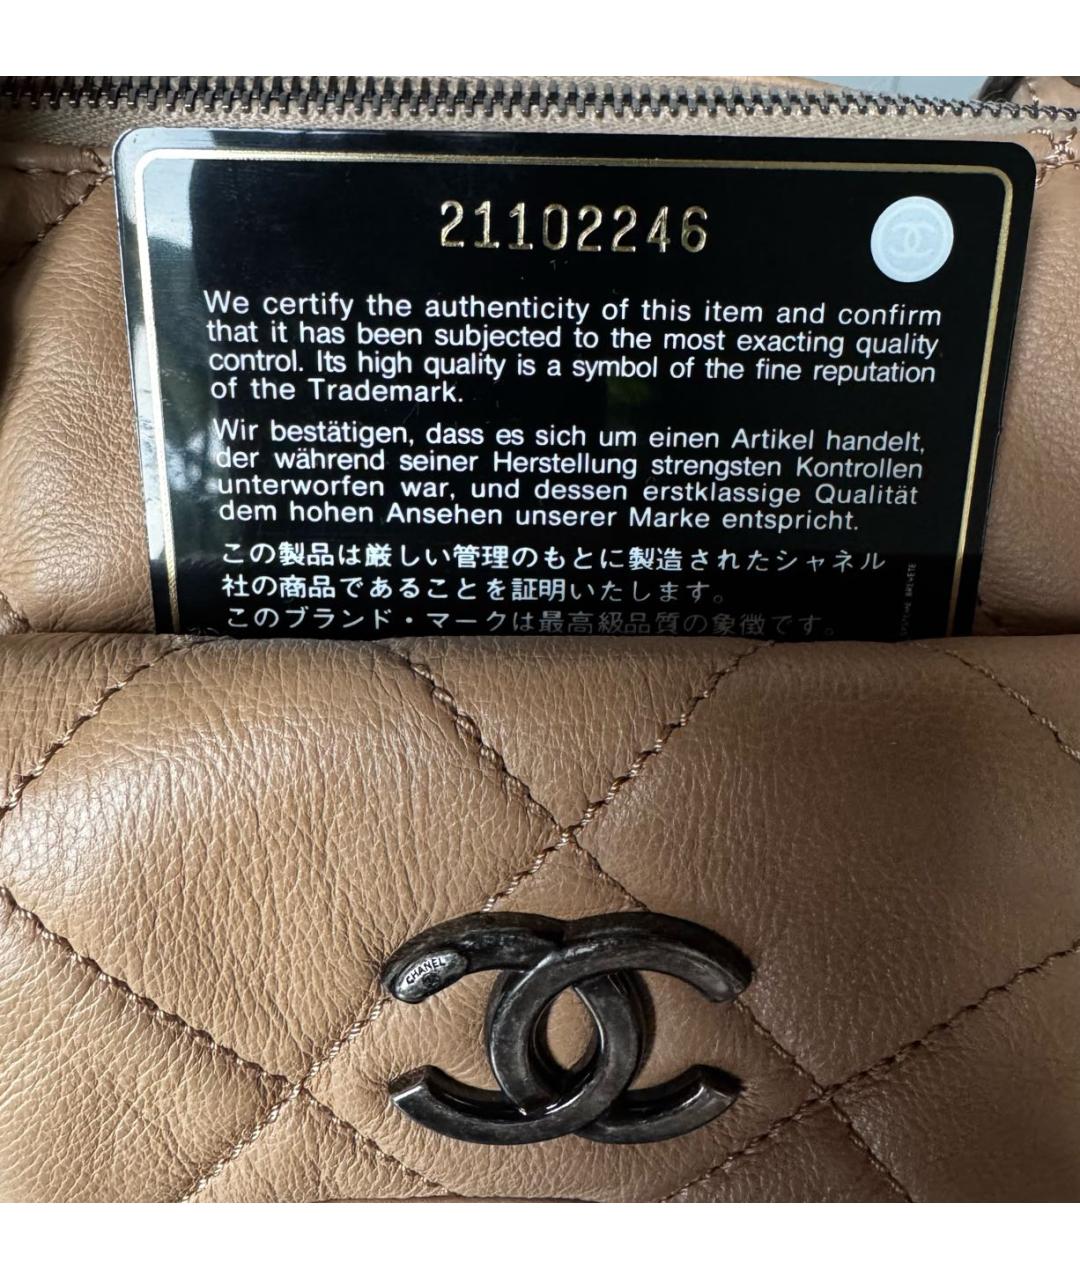 21102246
We certify the authenticity of this item and confirm
that it has been subjected to the most exacting quality
control. Its high quality is a symbol of the fine reputation
of the Trademark.
Wir bestätigen, dass es sich um einen Artikel handelt,
der während seiner Herstellung strengsten Kontrollen
unterworfen war, und dessen erstklassige Qualität
dem hohen Ansehen unserer Marke entspricht.
この製品は厳しい管理のもとに製造されたシャネル
社の商品であることを証明いたします。
このブランド・マークは最高級品質の象徴です。
CHANEL